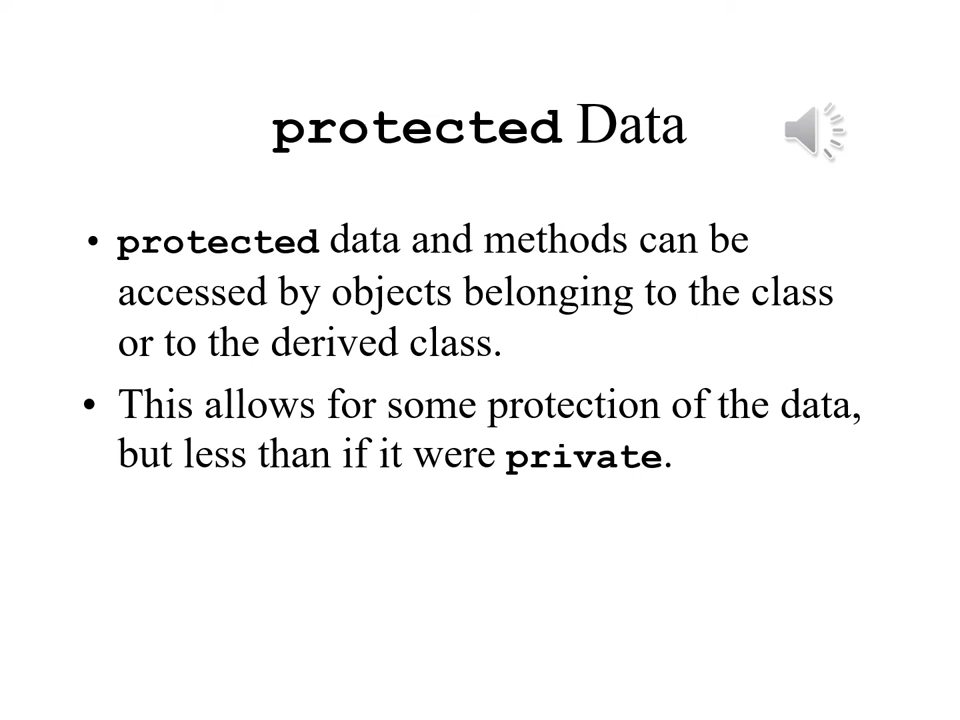 protected Data
• protected data and methods can be
accessed by objects belonging to the class
or to the derived class.
• This allows for some protection of the data,
but less than if it were private.